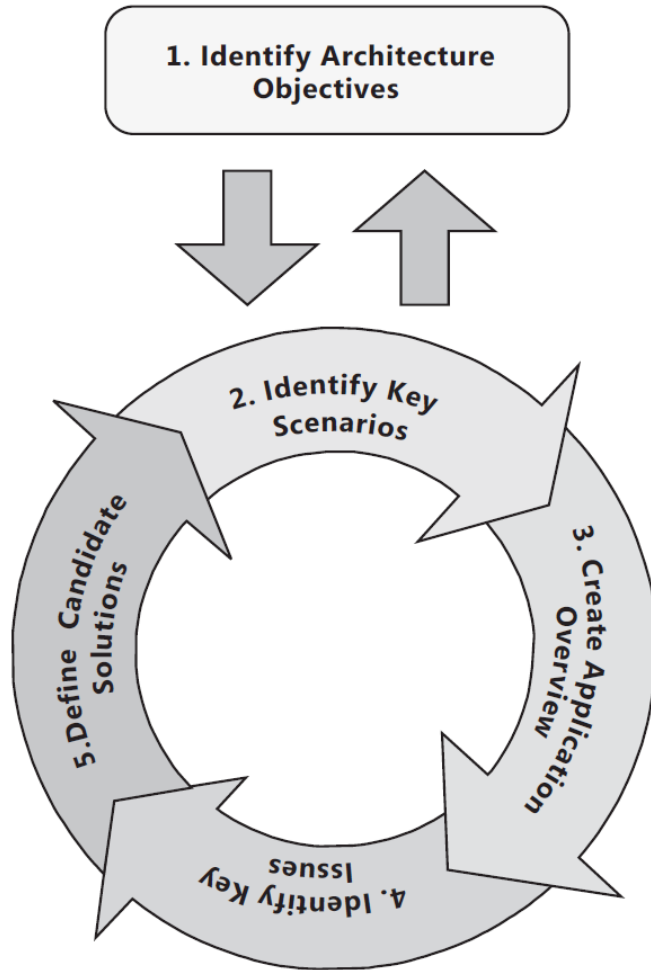 1. Identify Architecture
Objectives
2. Identify Key
Scenarios
3. Create Application
Overview
4. Identify Key
Issues
5.Define Candidate
Solutions